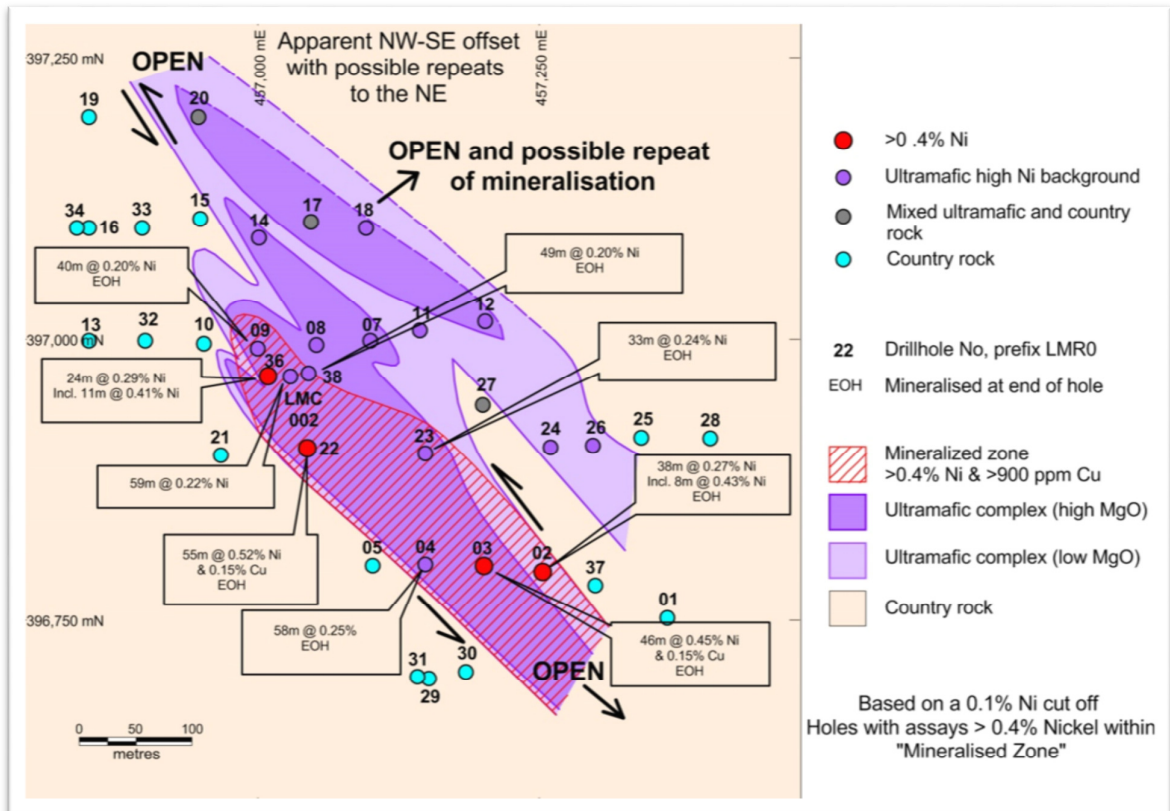 397,250 mN
OPEN
Apparent NW-SE offset
with possible repeats
to the NE
457,000 mE
457,250 mE
19
20
OPEN and possible repeat
of mineralisation
34
16
33
15
14
17
18
40m @ 0.20% Ni
EOH
49m @ 0.20% Ni
EOH
397,000 mN
13
32
10
09
08
07
11
12
33m @ 0.24% Ni
EOH
24m @ 0.29% Ni
Incl. 11m @ 0.41% Ni
36
38
LMC
002
27
21
22
23
24
26
25
28
59m @ 0.22% Ni
38m @ 0.27% Ni
Incl. 8m @ 0.43% Ni
EOH
55m @ 0.52% Ni
& 0.15% Cu
EOH
05
04
03
02
37
01
396,750 mN
58m @ 0.25%
EOH
46m @ 0.45% Ni
& 0.15% Cu
EOH
31
29
30
OPEN
0 50 100
metres
>0 .4% Ni
Ultramafic high Ni background
Mixed ultramafic and country
rock
Country rock
22 Drillhole No, prefix LMR0
EOH Mineralised at end of hole
Mineralized zone
>0.4% Ni & >900 ppm Cu
Ultramafic complex (high MgO)
Ultramafic complex (low MgO)
Country rock
Based on a 0.1% Ni cut off
Holes with assays > 0.4% Nickel within
"Mineralised Zone"